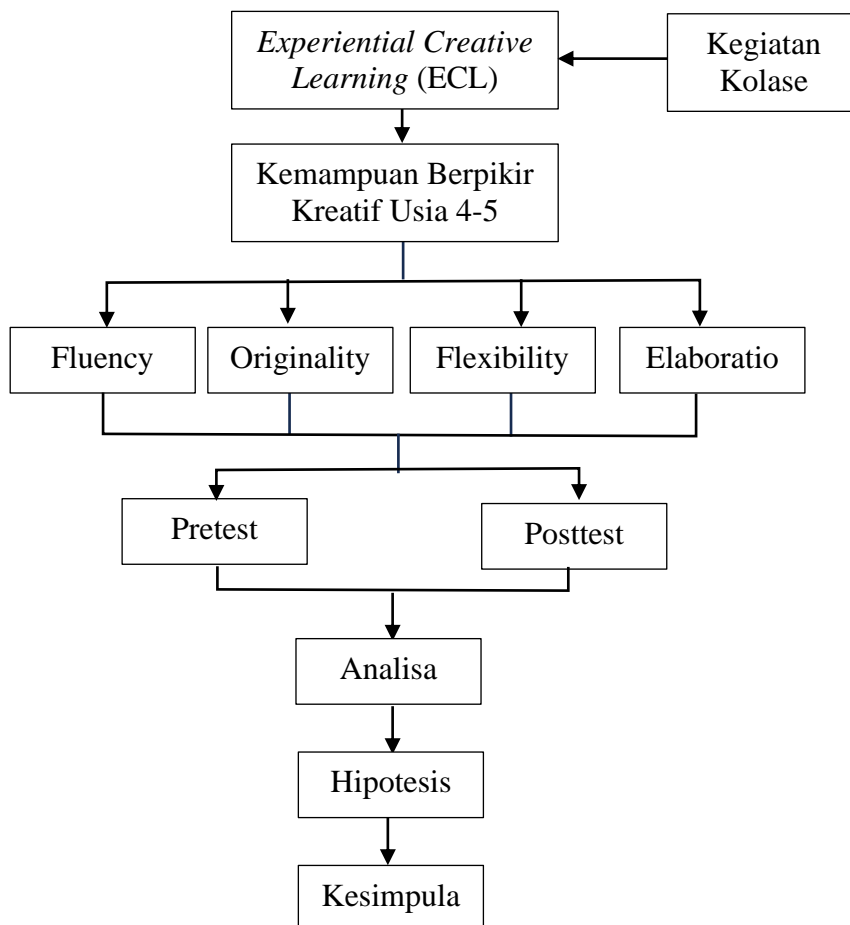 Experiential Creative
Learning (ECL)
Kegiatan
Kolase
Kemampuan Berpikir
Kreatif Usia 4-5
Fluency
Originality
Flexibility
Elaboratio
Pretest
Posttest
Analisa
Hipotesis
Kesimpula